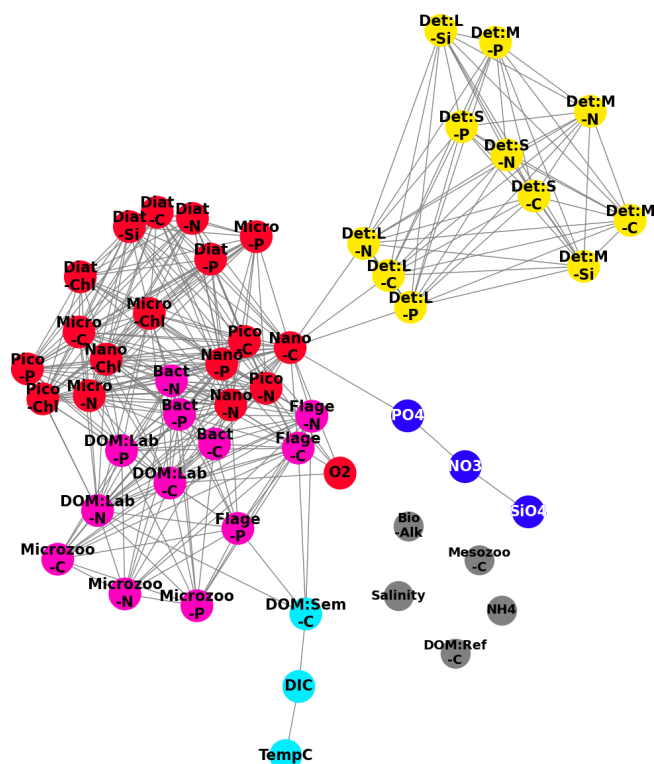 Det:L
-Si
Det:M
-P
Det:M
-N
Det:S
-P
Det:S
-N
Det:S
-C
Det:M
-C
Det:L
-N
Det:L
-C
Det:M
-Si
Det:L
-P
Diat
-C
Diat
-Si
Diat
-N
Micro
-P
Diat
-P
Diat
-Chl
Micro
-Chl
Micro
-C
Pico
-C
Nano
-C
Nano
-Chl
Pico
-P
Nano
-P
Bact
-N
Pico
-N
Pico
-Chl
Micro
-N
Nano
-N
Bact
-P
Flage
-N
PO4
DOM:Lab
-P
Bact
-C
Flage
-C
DOM:Lab
-C
O2
NO3
DOM:Lab
-N
SiO4
Flage
-P
Bio
-Alk
Microzoo
-C
Mesozoo
-C
Microzoo
-N
Microzoo
-P
Salinity
DOM:Sem
-C
NH4
DOM:Ref
-C
DIC
TempC